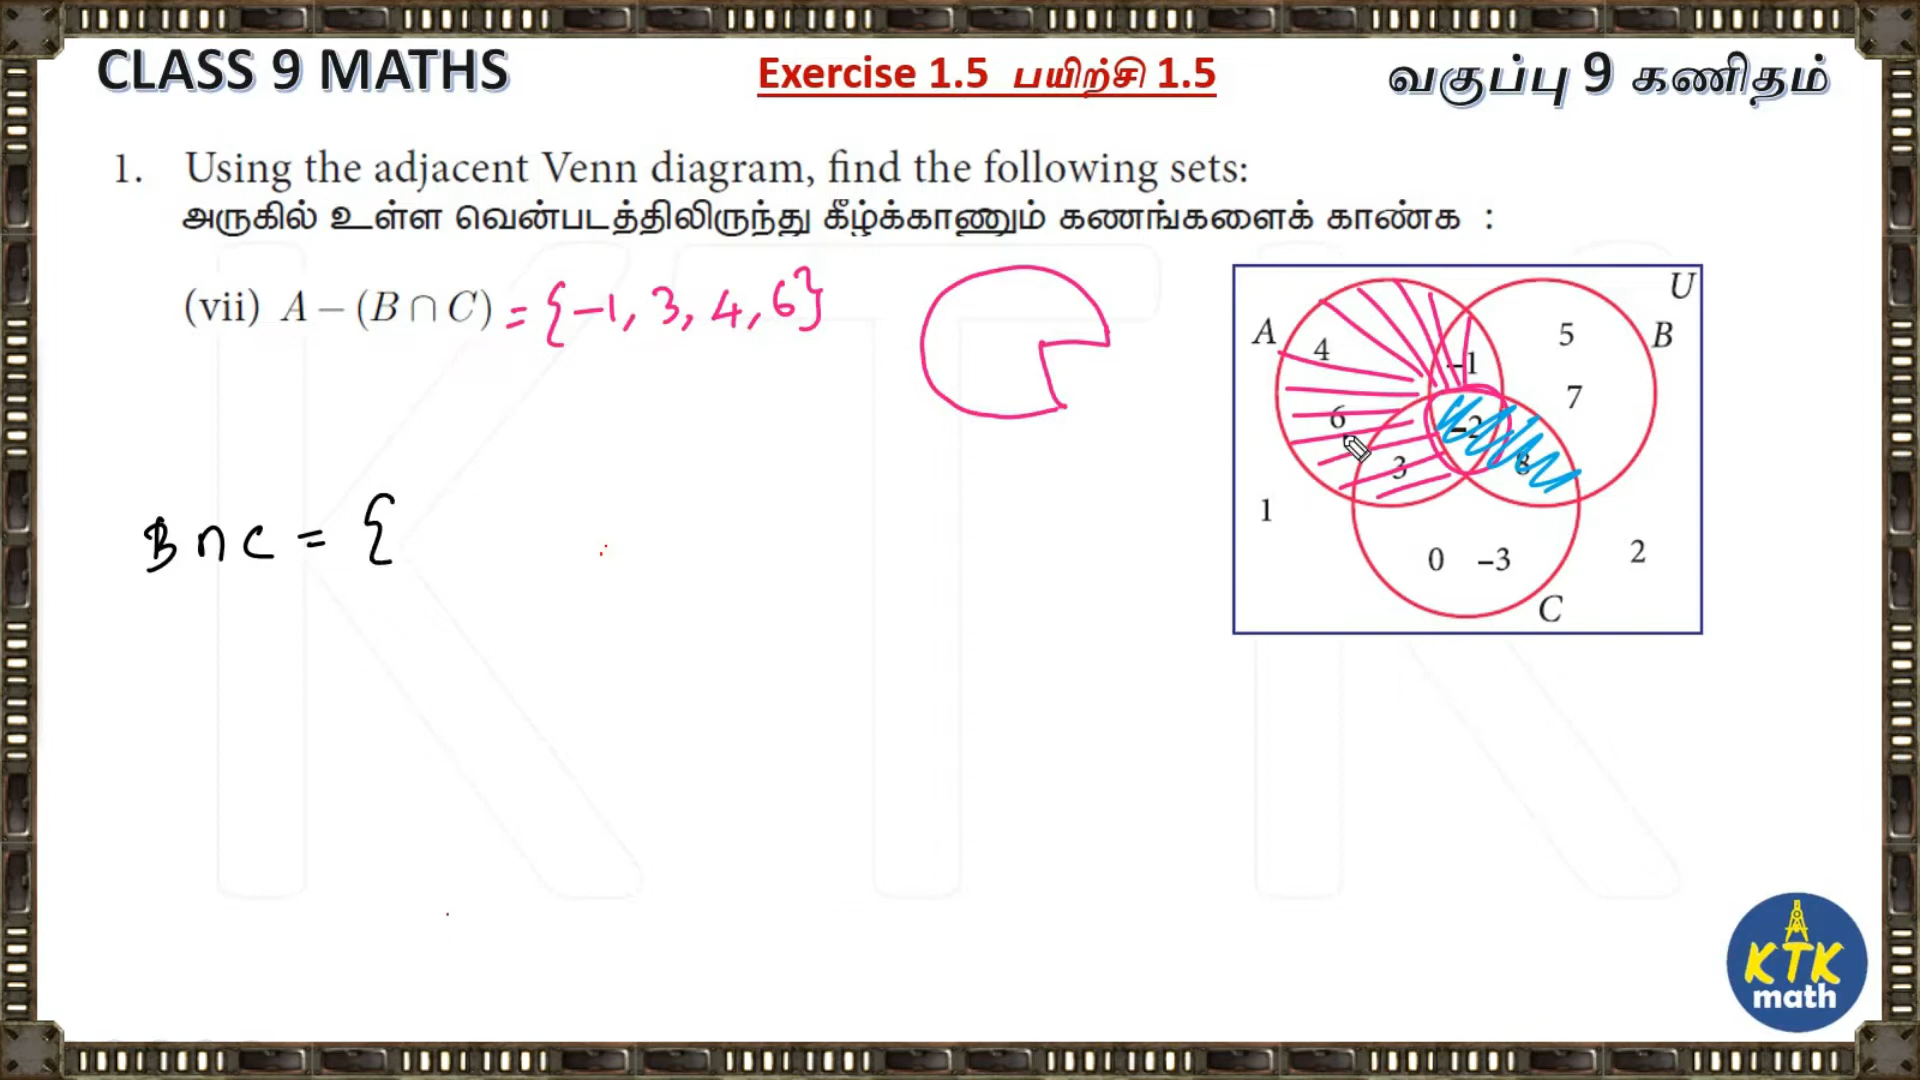 CLASS 9 MATHS
Exercise 1.5 பயிற்சி 1.5
வகுப்பு 9 கணிதம்
1. Using the adjacent Venn diagram, find the following sets:
அருகில் உள்ள வென்படத்திலிருந்து கீழ்க்காணும் கணங்களைக் காண்க :
(vii) A – (B ∩ C) = {-1, 3, 4, 6}
B ∩ C = {
U
A
B
4
5
–1
7
6
–2
3
8
1
0 –3
2
C
KTK
math